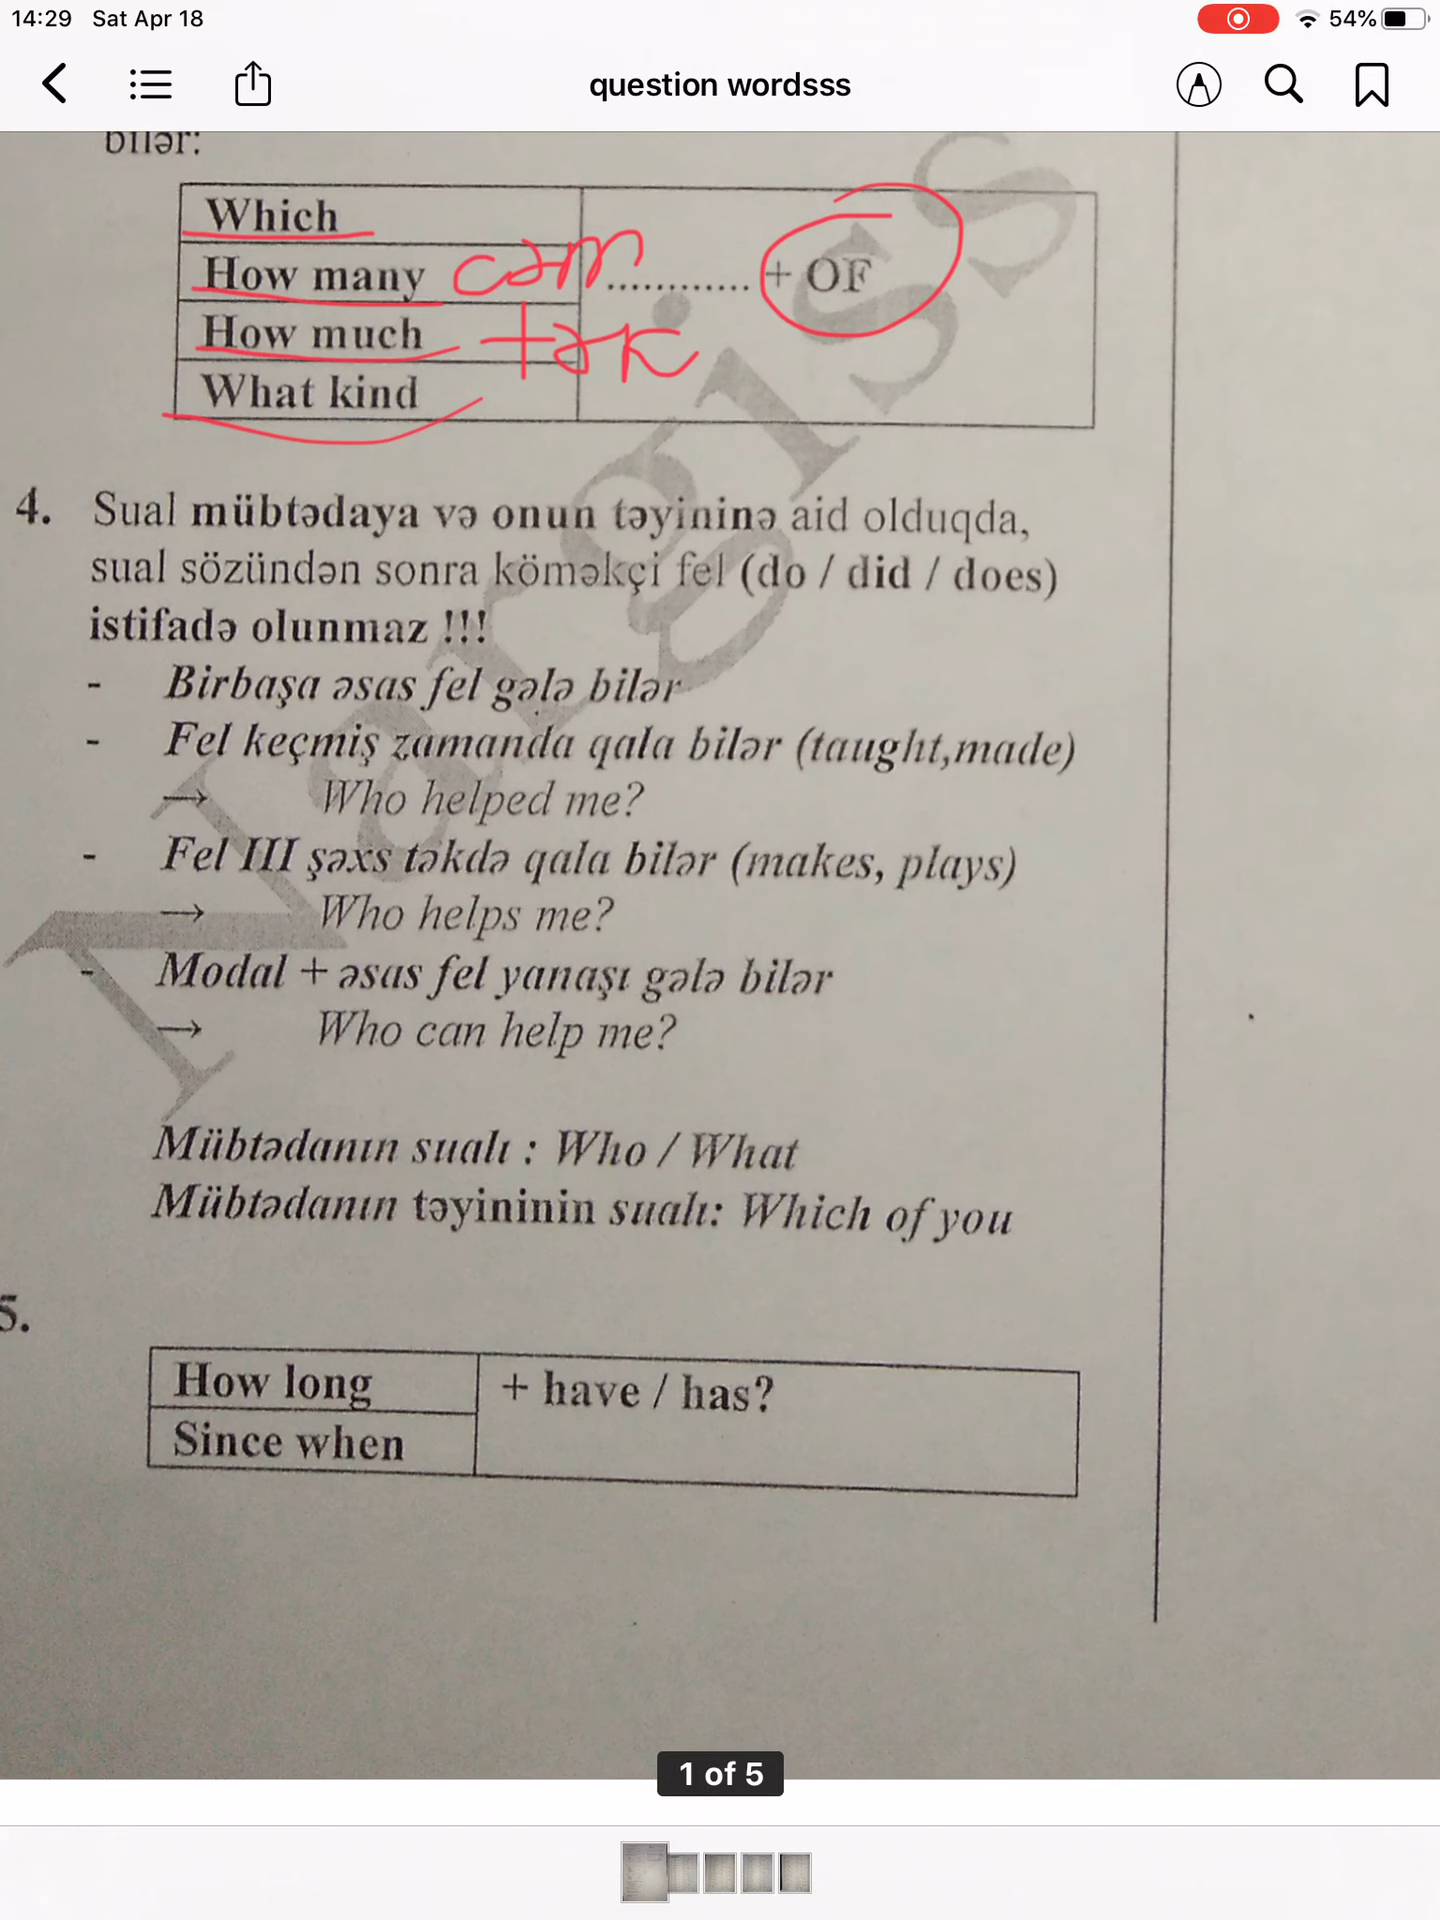 14:29 Sat Apr 18 54%
question wordsss
bilər:
Which
How many cəm ............ + OF
How much tək
What kind
4. Sual mübtədaya və onun təyininə aid olduqda,
sual sözündən sonra köməkçi fel (do / did / does)
istifadə olunmaz !!!
- Birbaşa əsas fel gələ bilər
- Fel keçmiş zamanda qala bilər (taught,made)
→ Who helped me?
- Fel III şəxs təkdə qala bilər (makes, plays)
→ Who helps me?
- Modal + əsas fel yanaşı gələ bilər
→ Who can help me?
Mübtədanın sualı : Who / What
Mübtədanın təyininin sualı: Which of you
5.
How long + have / has?
Since when
Nargiss
1 of 5